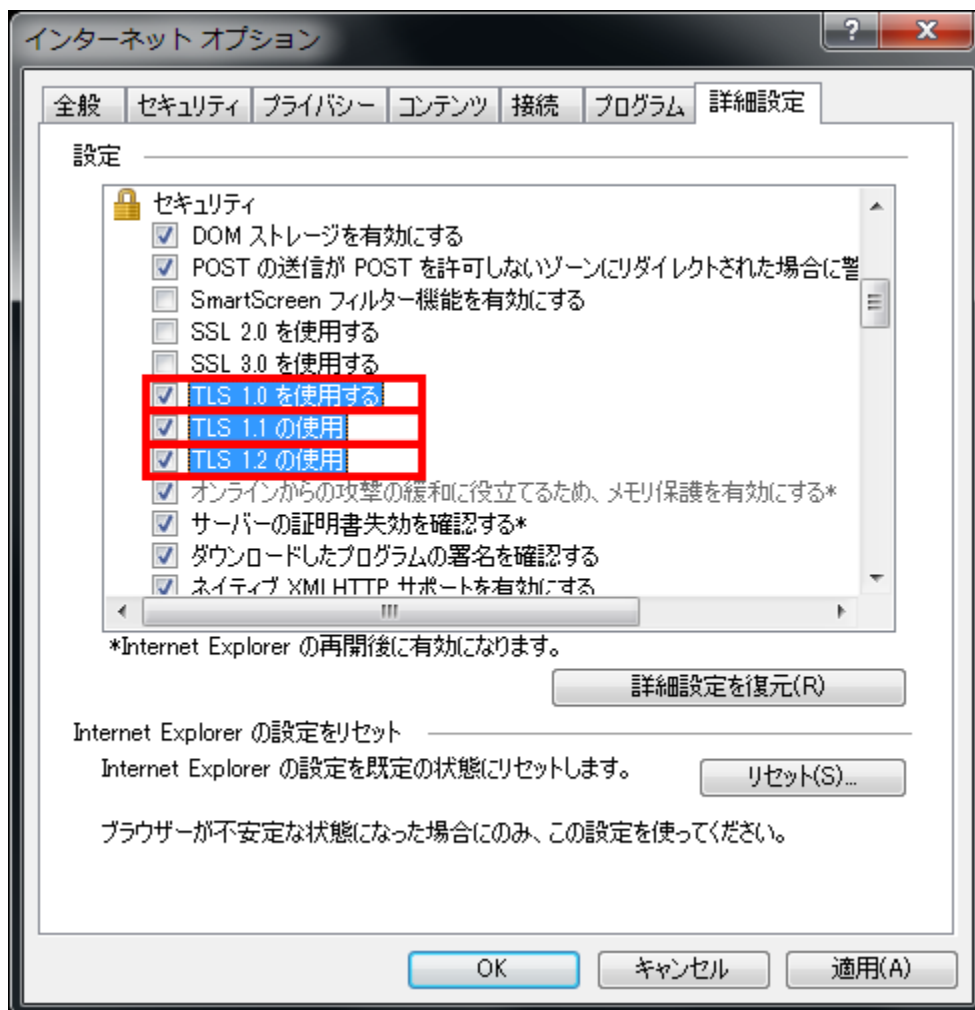 インターネット オプション
全般 セキュリティ プライバシー コンテンツ 接続 プログラム 詳細設定
設定
セキュリティ
DOM ストレージを有効にする
POST の送信が POST を許可しないゾーンにリダイレクトされた場合に警
SmartScreen フィルター機能を有効にする
SSL 2.0 を使用する
SSL 3.0 を使用する
TLS 1.0 を使用する
TLS 1.1 の使用
TLS 1.2 の使用
オンラインからの攻撃の緩和に役立てるため、メモリ保護を有効にする*
サーバーの証明書失効を確認する*
ダウンロードしたプログラムの署名を確認する
ネイティブ XMLHTTP サポートを有効にする
*Internet Explorer の再開後に有効になります。
詳細設定を復元(R)
Internet Explorer の設定をリセット
Internet Explorer の設定を既定の状態にリセットします。
リセット(S)...
ブラウザーが不安定な状態になった場合にのみ、この設定を使ってください。
OK キャンセル 適用(A)